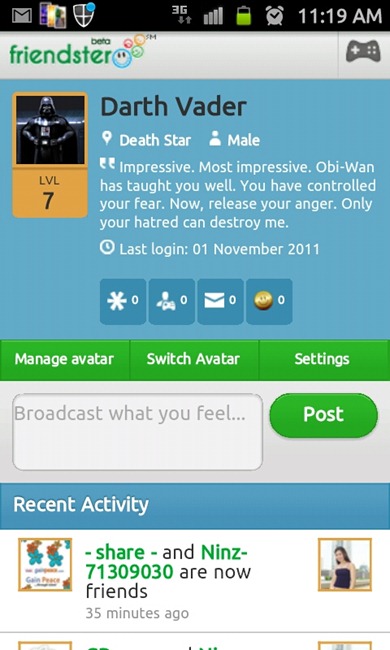 3G
11:19 AM
friendster beta SM
Darth Vader
Death Star Male
Impressive. Most impressive. Obi-Wan
has taught you well. You have controlled
your fear. Now, release your anger. Only
your hatred can destroy me.
LVL
7
Last login: 01 November 2011
0 0 0 0
Manage avatar Switch Avatar Settings
Broadcast what you feel...
Post
Recent Activity
- share - and Ninz-
71309030 are now
friends
35 minutes ago
Gain Peace